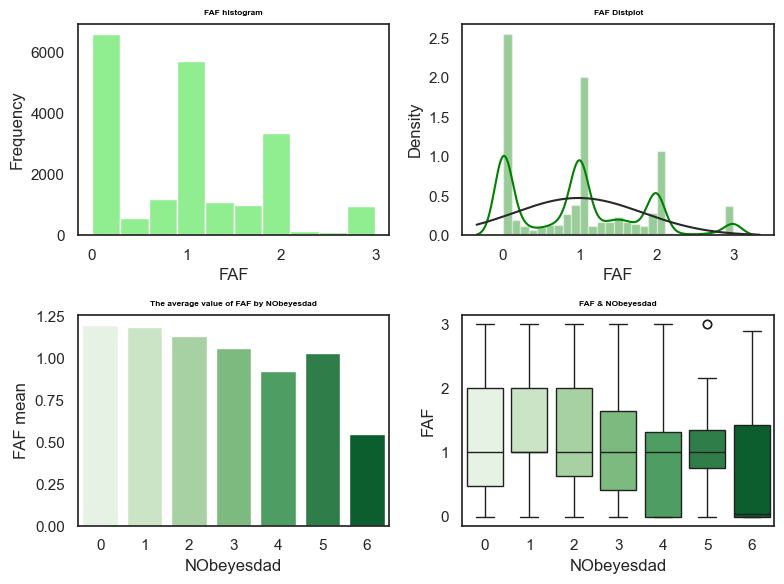 FAF histogram
6000
4000
2000
0
Frequency
0 1 2 3
FAF
FAF Distplot
2.5
2.0
1.5
1.0
0.5
0.0
Density
0 1 2 3
FAF
The average value of FAF by NObeyesdad
1.25
1.00
0.75
0.50
0.25
0.00
FAF mean
0 1 2 3 4 5 6
NObeyesdad
FAF & NObeyesdad
3
2
1
0
FAF
0 1 2 3 4 5 6
NObeyesdad